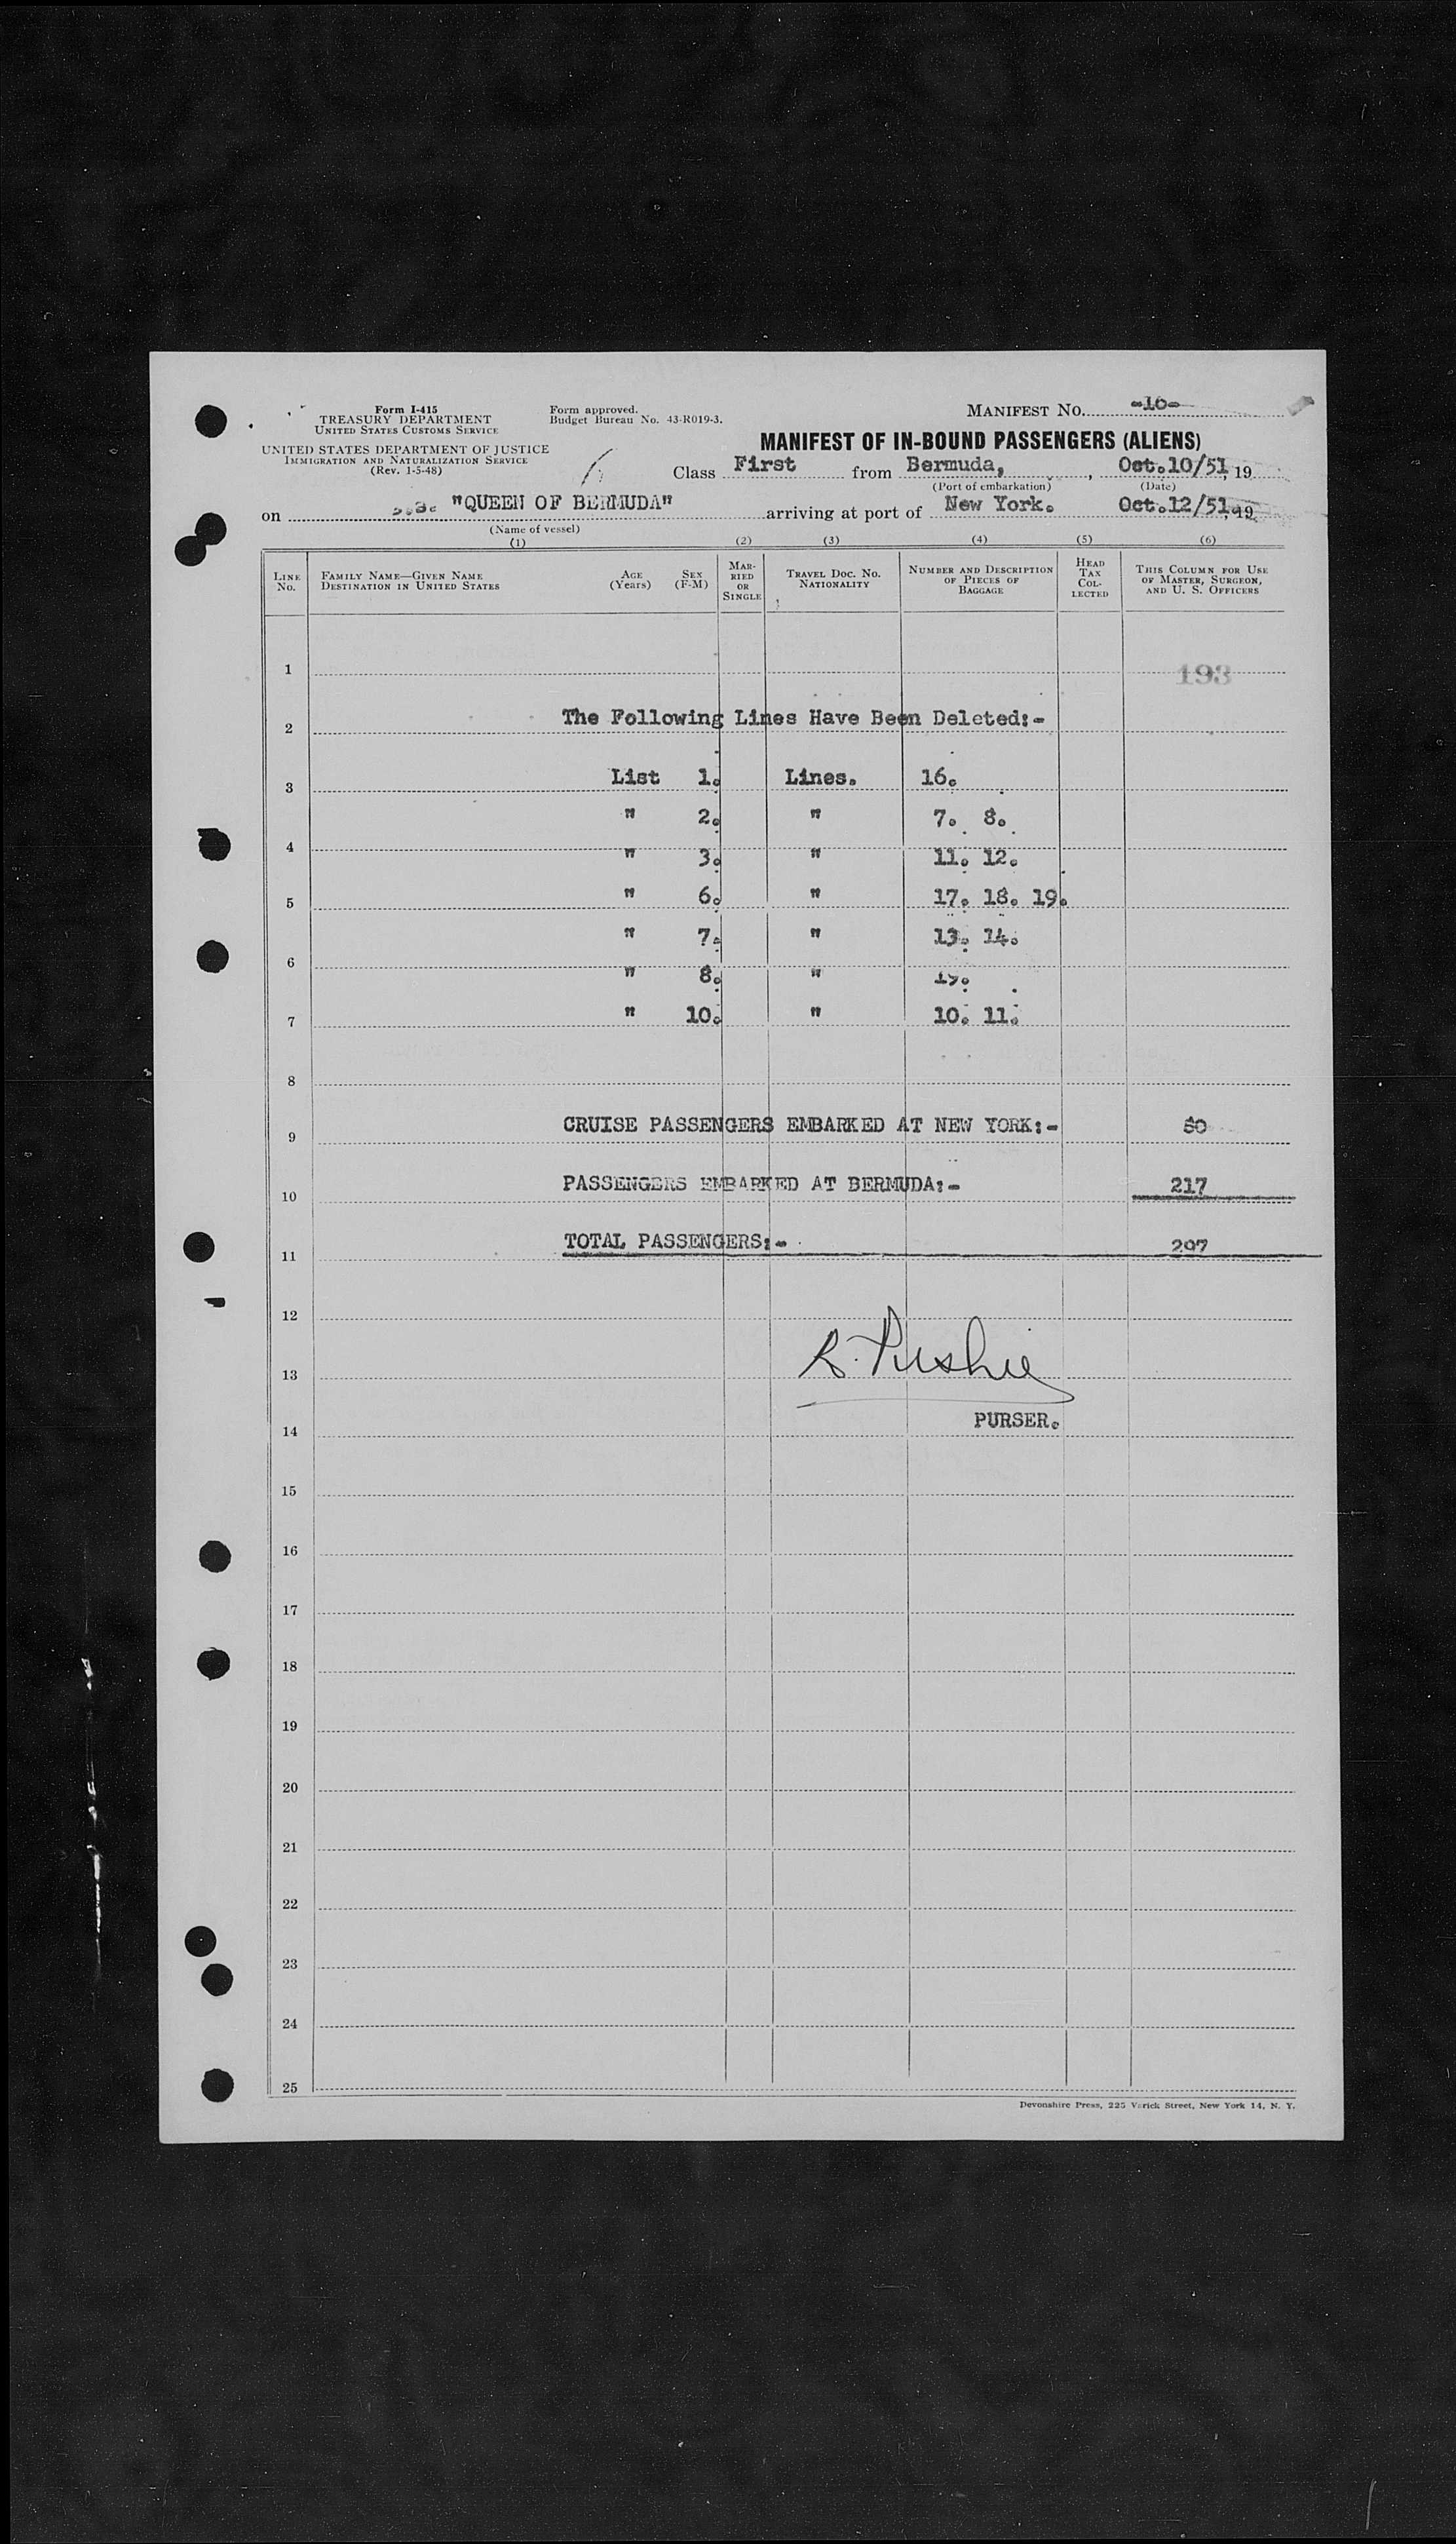 Form I-415
TREASURY DEPARTMENT
UNITED STATES CUSTOMS SERVICE
UNITED STATES DEPARTMENT OF JUSTICE
IMMIGRATION AND NATURALIZATION SERVICE
(Rev. 1-5-48)
Form approved.
Budget Bureau No. 43-R019-3.
MANIFEST No. -16-
MANIFEST OF IN-BOUND PASSENGERS (ALIENS)
Class First from Bermuda, , Oct.10/51, 19
(Port of embarkation) (Date)
on s.s. "QUEEN OF BERMUDA" arriving at port of New York. Oct.12/51., 19
(Name of vessel)
(1) (2) (3) (4) (5) (6)
LINE No. FAMILY NAME—GIVEN NAME DESTINATION IN UNITED STATES AGE (Years) SEX (F-M) MARRIED OR SINGLE TRAVEL DOC. NO. NATIONALITY NUMBER AND DESCRIPTION OF PIECES OF BAGGAGE HEAD TAX COLLECTED THIS COLUMN FOR USE OF MASTER, SURGEON, AND U. S. OFFICERS
1 193
2 The Following Lines Have Been Deleted:-
3 List 1. Lines. 16.
" 2. " 7. 8.
4 " 3. " 11. 12.
5 " 6. " 17. 18. 19.
" 7. " 13. 14.
6 " 8. " 19.
7 " 10. " 10. 11.
8
9 CRUISE PASSENGERS EMBARKED AT NEW YORK:- 80
10 PASSENGERS EMBARKED AT BERMUDA:- 217
11 TOTAL PASSENGERS:- 297
12
13
14 PURSER.
15
16
17
18
19
20
21
22
23
24
25
Devonshire Press, 225 Varick Street, New York 14, N. Y.